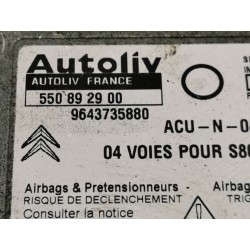 Autoliv
AUTOLIV FRANCE
550 89 29 00
9643735880
ACU-N-0
04 VOIES POUR S8
Airbags & Pretensionneurs
RISQUE DE DECLENCHEMENT
Consulter la notice
Airbag
TRIG